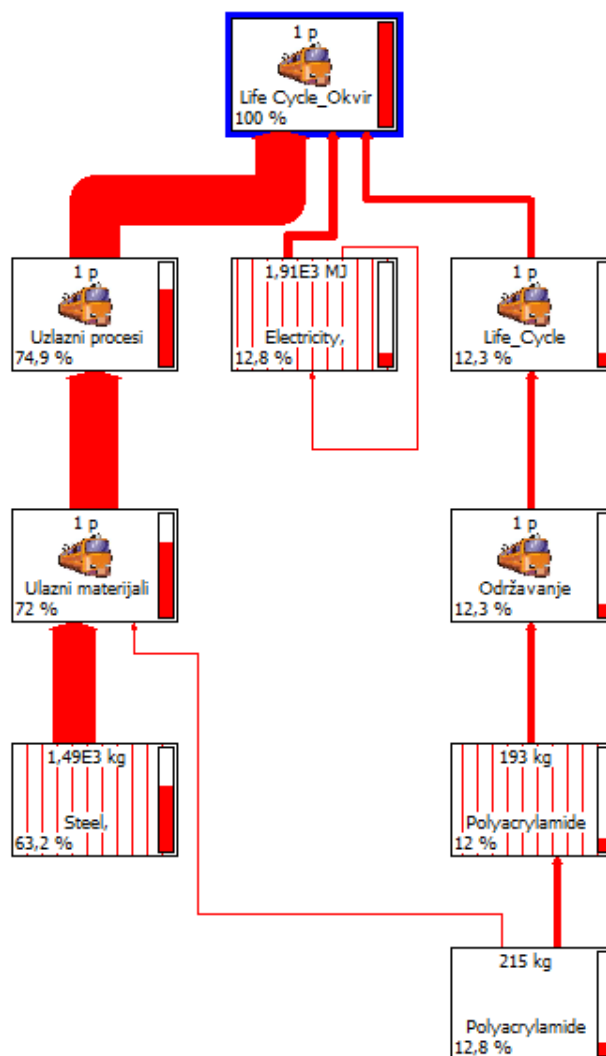 1 p
Life Cycle_Okvir
100 %
1 p
Uzlazni procesi
74,9 %
1,91E3 MJ
Electricity,
12,8 %
1 p
Life_Cycle
12,3 %
1 p
Ulazni materijali
72 %
1 p
Održavanje
12,3 %
1,49E3 kg
Steel,
63,2 %
193 kg
Polyacrylamide
12 %
215 kg
Polyacrylamide
12,8 %